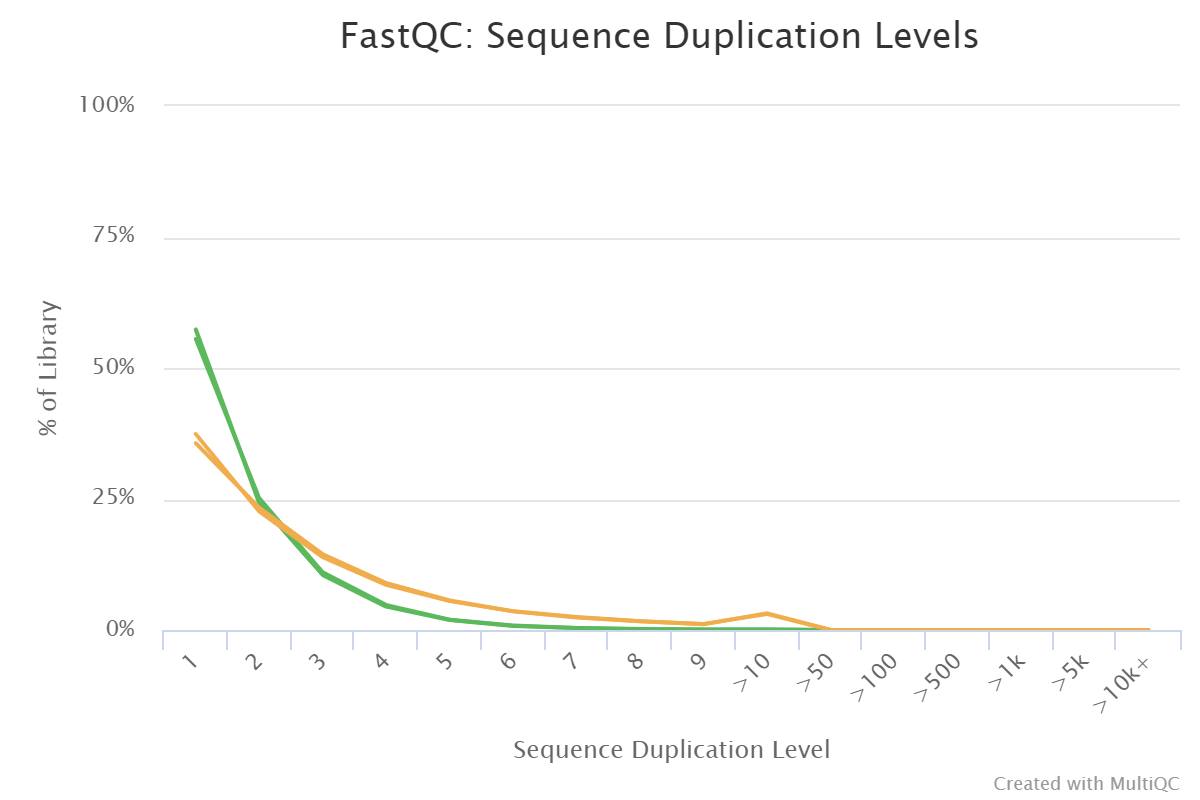 FastQC: Sequence Duplication Levels
100%
75%
50%
25%
0%
% of Library
1
2
3
4
5
6
7
8
9
>10
>50
>100
>500
>1k
>5k
>10k+
Sequence Duplication Level
Created with MultiQC